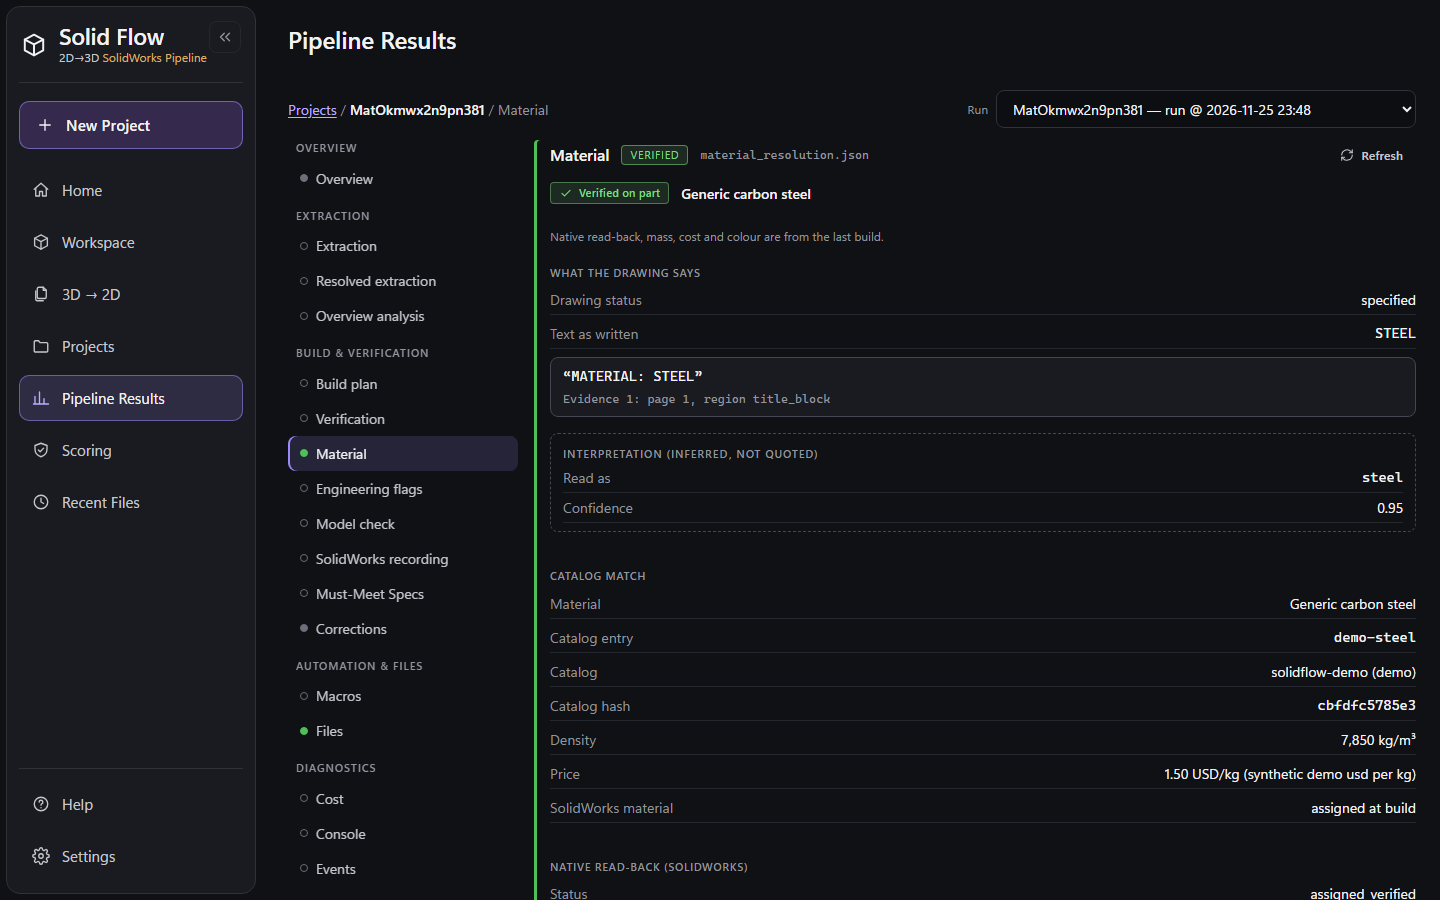 Solid Flow
2D→3D SolidWorks Pipeline
New Project
Home
Workspace
3D → 2D
Projects
Pipeline Results
Scoring
Recent Files
Help
Settings
Pipeline Results
Projects / MatOkmwx2n9pn381 / Material
Run
MatOkmwx2n9pn381 — run @ 2026-11-25 23:48
OVERVIEW
Overview
EXTRACTION
Extraction
Resolved extraction
Overview analysis
BUILD & VERIFICATION
Build plan
Verification
Material
Engineering flags
Model check
SolidWorks recording
Must-Meet Specs
Corrections
AUTOMATION & FILES
Macros
Files
DIAGNOSTICS
Cost
Console
Events
Material VERIFIED material_resolution.json
Refresh
Verified on part Generic carbon steel
Native read-back, mass, cost and colour are from the last build.
WHAT THE DRAWING SAYS
Drawing status specified
Text as written STEEL
“MATERIAL: STEEL”
Evidence 1: page 1, region title_block
INTERPRETATION (INFERRED, NOT QUOTED)
Read as steel
Confidence 0.95
CATALOG MATCH
Material Generic carbon steel
Catalog entry demo-steel
Catalog solidflow-demo (demo)
Catalog hash cbfdfc5785e3
Density 7,850 kg/m³
Price 1.50 USD/kg (synthetic demo usd per kg)
SolidWorks material assigned at build
NATIVE READ-BACK (SOLIDWORKS)
Status assigned_verified